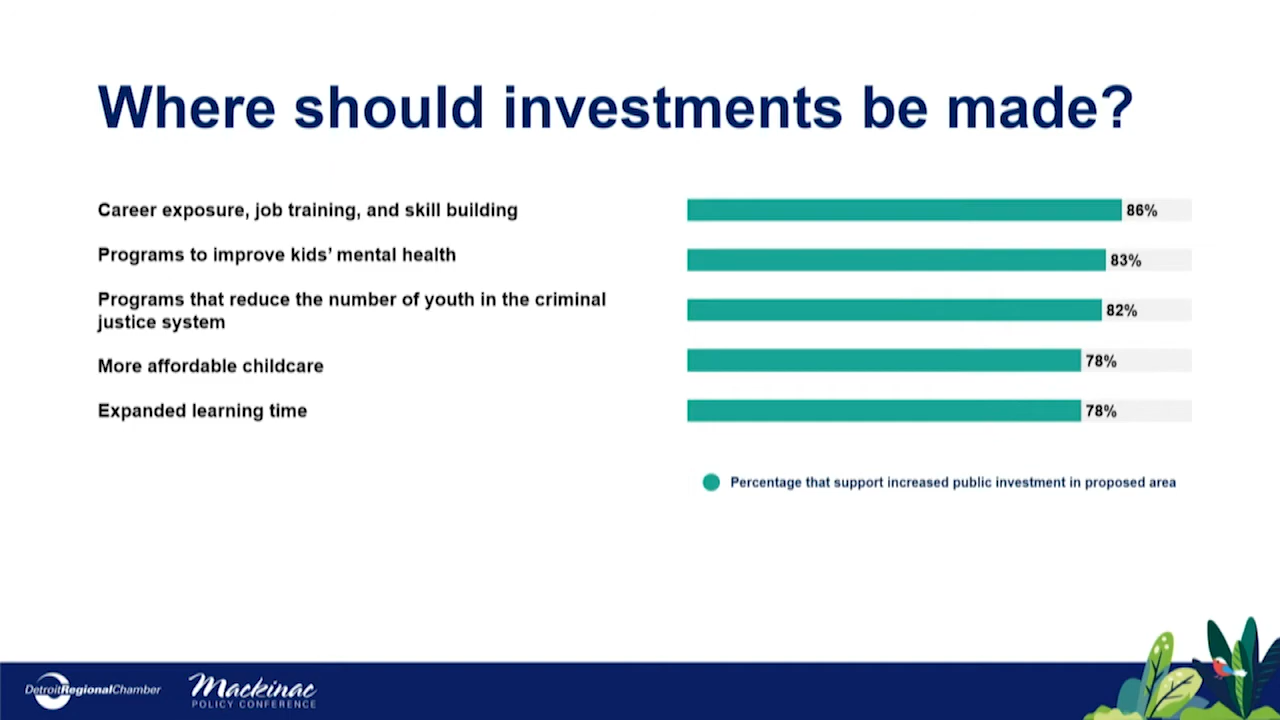 Where should investments be made?
Career exposure, job training, and skill building
86%
Programs to improve kids’ mental health
83%
Programs that reduce the number of youth in the criminal
justice system
82%
More affordable childcare
78%
Expanded learning time
78%
Percentage that support increased public investment in proposed area
DetroitRegionalChamber
Mackinac
POLICY CONFERENCE